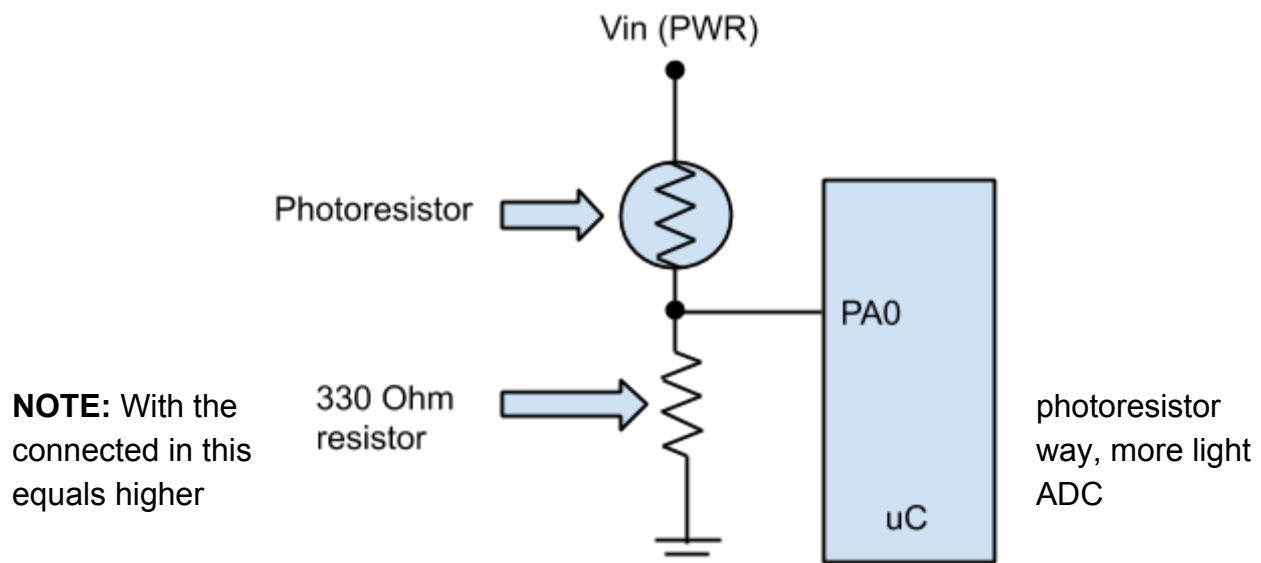 Vin (PWR)
Photoresistor
PA0
330 Ohm
resistor
NOTE: With the photoresistor
connected in this way, more light
equals higher ADC
uC